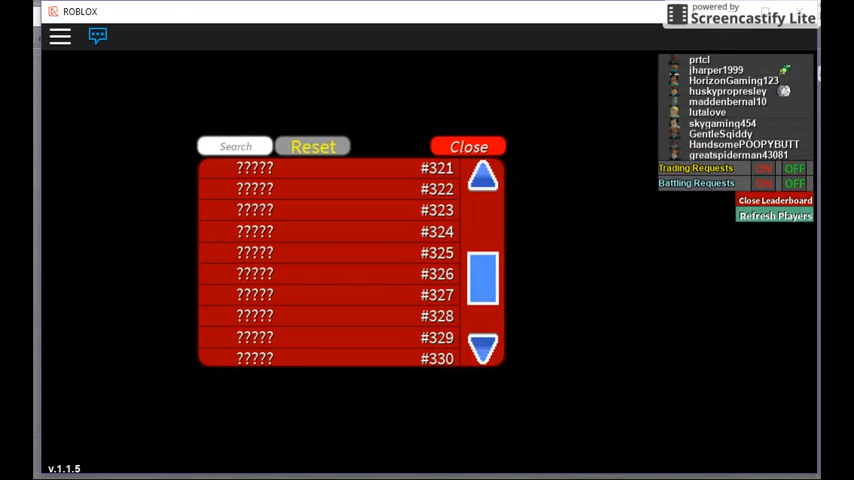 ROBLOX
powered by
Screencastify Lite
prtcl
jharper1999
HorizonGaming123
huskypropresley
maddenbernal10
lutalove
skygaming454
GentleSqiddy
HandsomePOOPYBUTT
greatspiderman43081
Trading Requests ON OFF
Battling Requests ON OFF
Close Leaderboard
Refresh Players
Search Reset Close
????? #321
????? #322
????? #323
????? #324
????? #325
????? #326
????? #327
????? #328
????? #329
????? #330
v.1.1.5